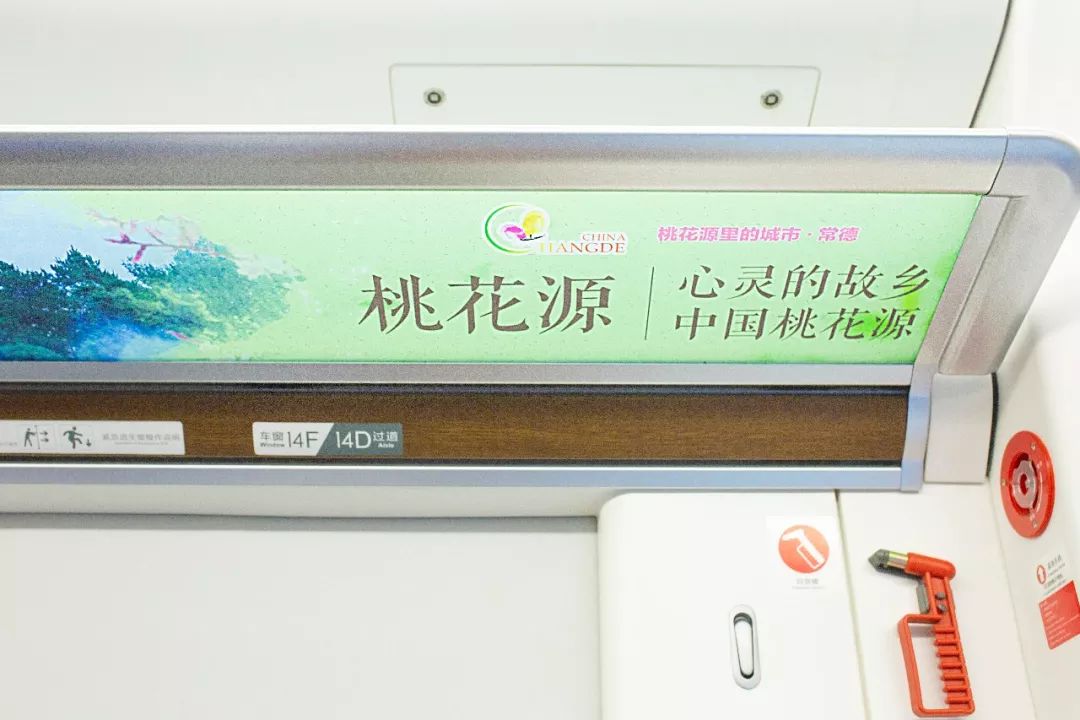 CHINA
HANGDE
桃花源里的城市·常德
桃花源
心灵的故乡
中国桃花源
车窗 14F / 14D 过道
Window Aisle